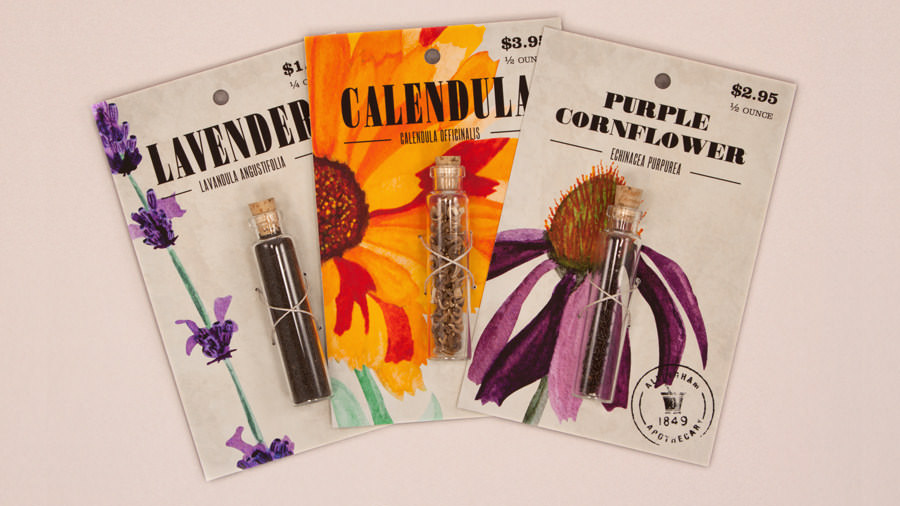 LAVENDER
LAVANDULA ANGUSTIFOLIA
$3.95
½ OUN
CALENDULA
CALENDULA OFFICINALIS
$2.95
½ OUNCE
PURPLE
CORNFLOWER
ECHINACEA PURPUREA
1849
APOTHECARY